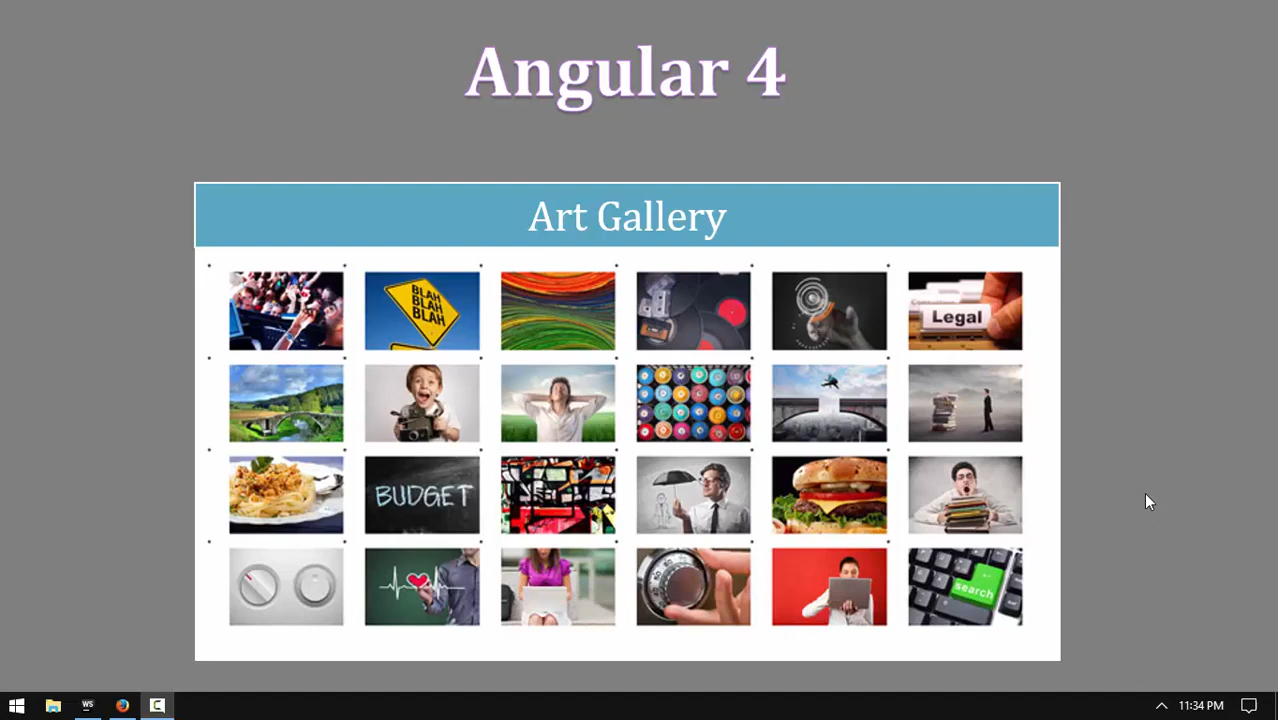 Angular 4
Art Gallery
BLAH
BLAH
BLAH
Legal
BUDGET
search
WS
11:34 PM